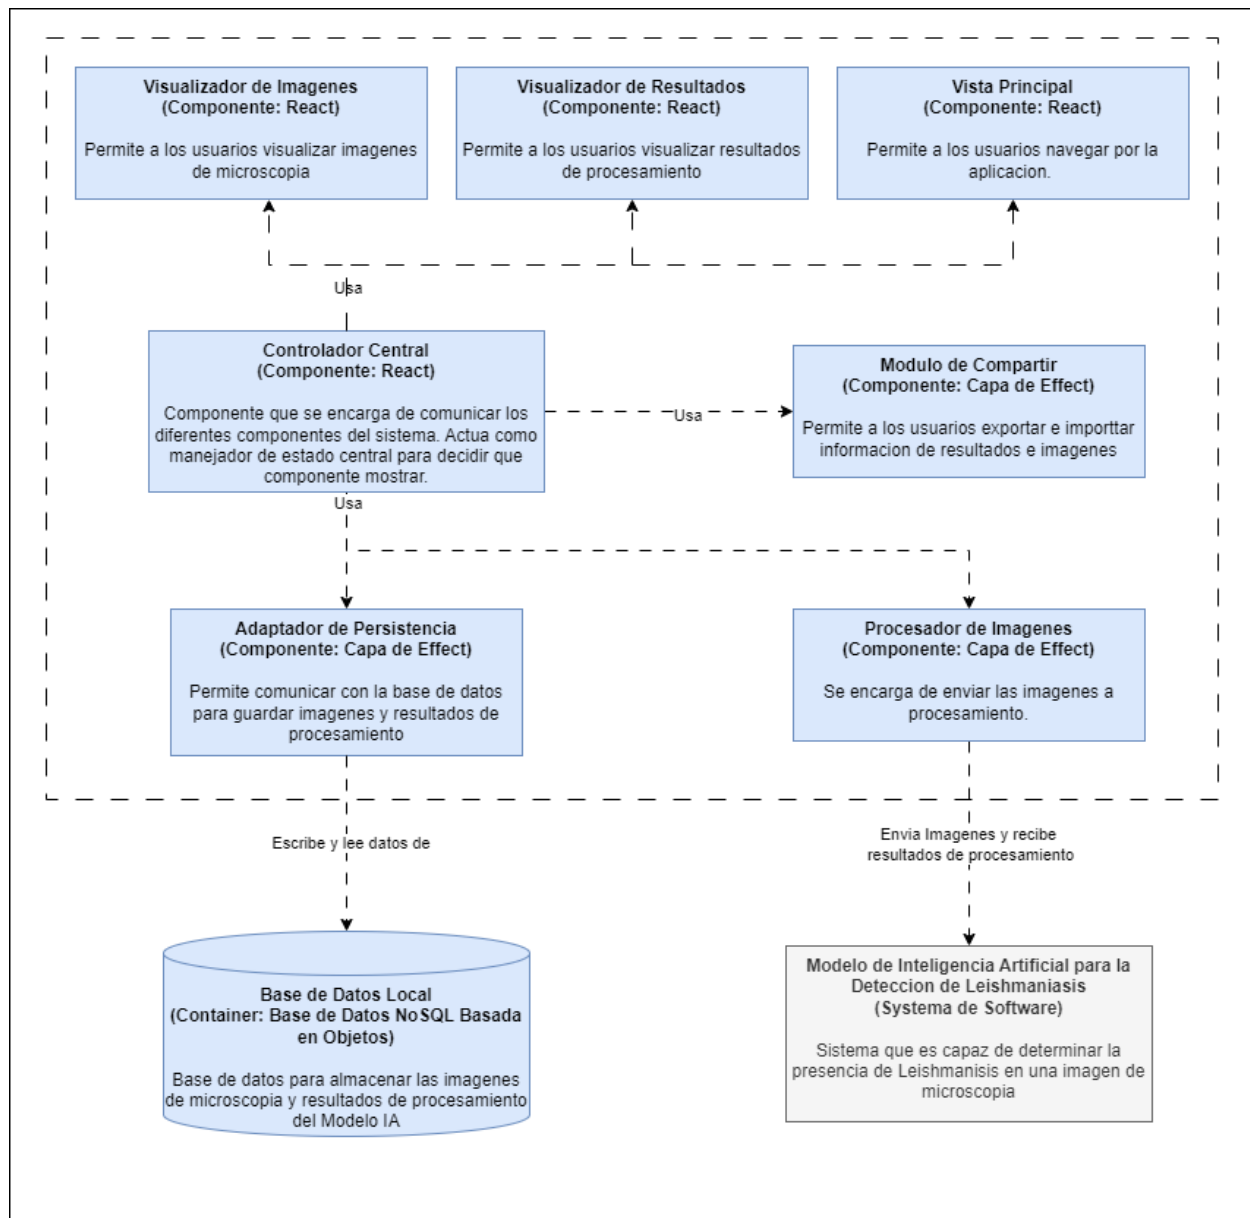 Visualizador de Imagenes
(Componente: React)
Permite a los usuarios visualizar imagenes
de microscopia
Visualizador de Resultados
(Componente: React)
Permite a los usuarios visualizar resultados
de procesamiento
Vista Principal
(Componente: React)
Permite a los usuarios navegar por la
aplicacion.
Usa
Controlador Central
(Componente: React)
Componente que se encarga de comunicar los
diferentes componentes del sistema. Actua como
manejador de estado central para decidir que
componente mostrar.
Usa
Modulo de Compartir
(Componente: Capa de Effect)
Permite a los usuarios exportar e importtar
informacion de resultados e imagenes
Usa
Adaptador de Persistencia
(Componente: Capa de Effect)
Permite comunicar con la base de datos
para guardar imagenes y resultados de
procesamiento
Procesador de Imagenes
(Componente: Capa de Effect)
Se encarga de enviar las imagenes a
procesamiento.
Escribe y lee datos de
Envia Imagenes y recibe
resultados de procesamiento
Base de Datos Local
(Container: Base de Datos NoSQL Basada
en Objetos)
Base de datos para almacenar las imagenes
de microscopia y resultados de procesamiento
del Modelo IA
Modelo de Inteligencia Artificial para la
Deteccion de Leishmaniasis
(Systema de Software)
Sistema que es capaz de determinar la
presencia de Leishmanisis en una imagen de
microscopia